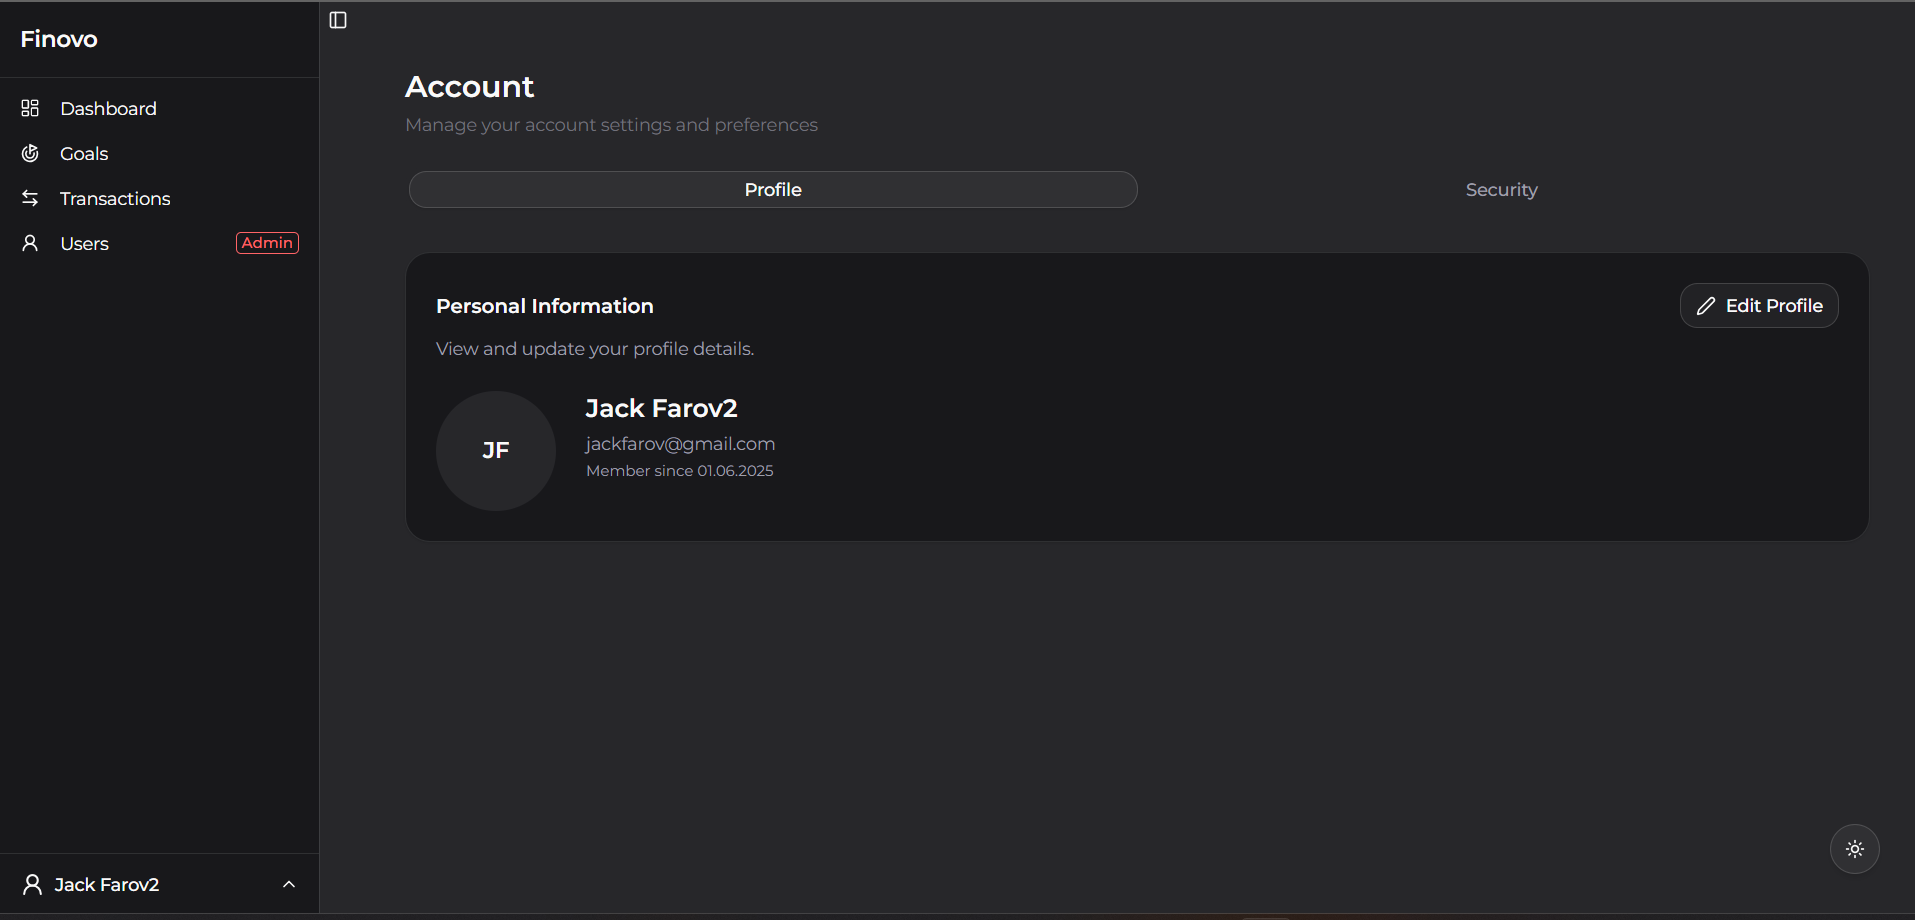 Finovo
Dashboard
Goals
Transactions
Users
Admin
Jack Farov2
Account
Manage your account settings and preferences
Profile
Security
Personal Information
Edit Profile
View and update your profile details.
JF
Jack Farov2
jackfarov@gmail.com
Member since 01.06.2025